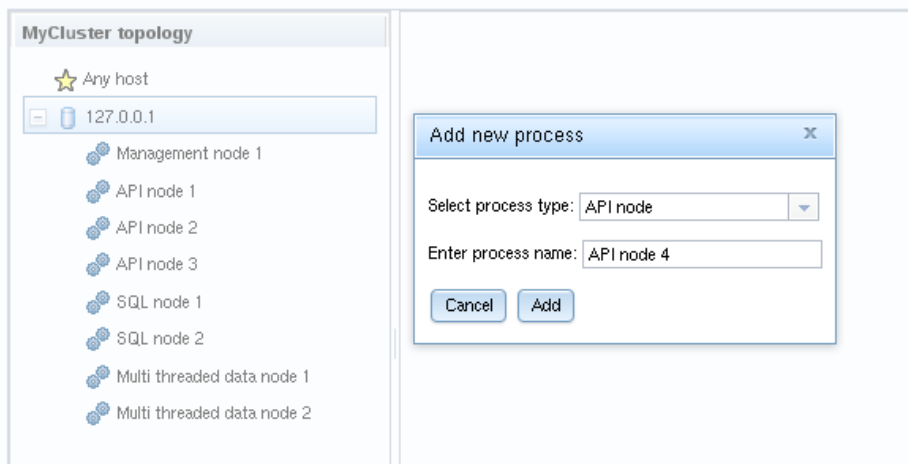 MyCluster topology
Any host
127.0.0.1
Management node 1
API node 1
API node 2
API node 3
SQL node 1
SQL node 2
Multi threaded data node 1
Multi threaded data node 2
Add new process
x
Select process type: API node
Enter process name: API node 4
Cancel Add